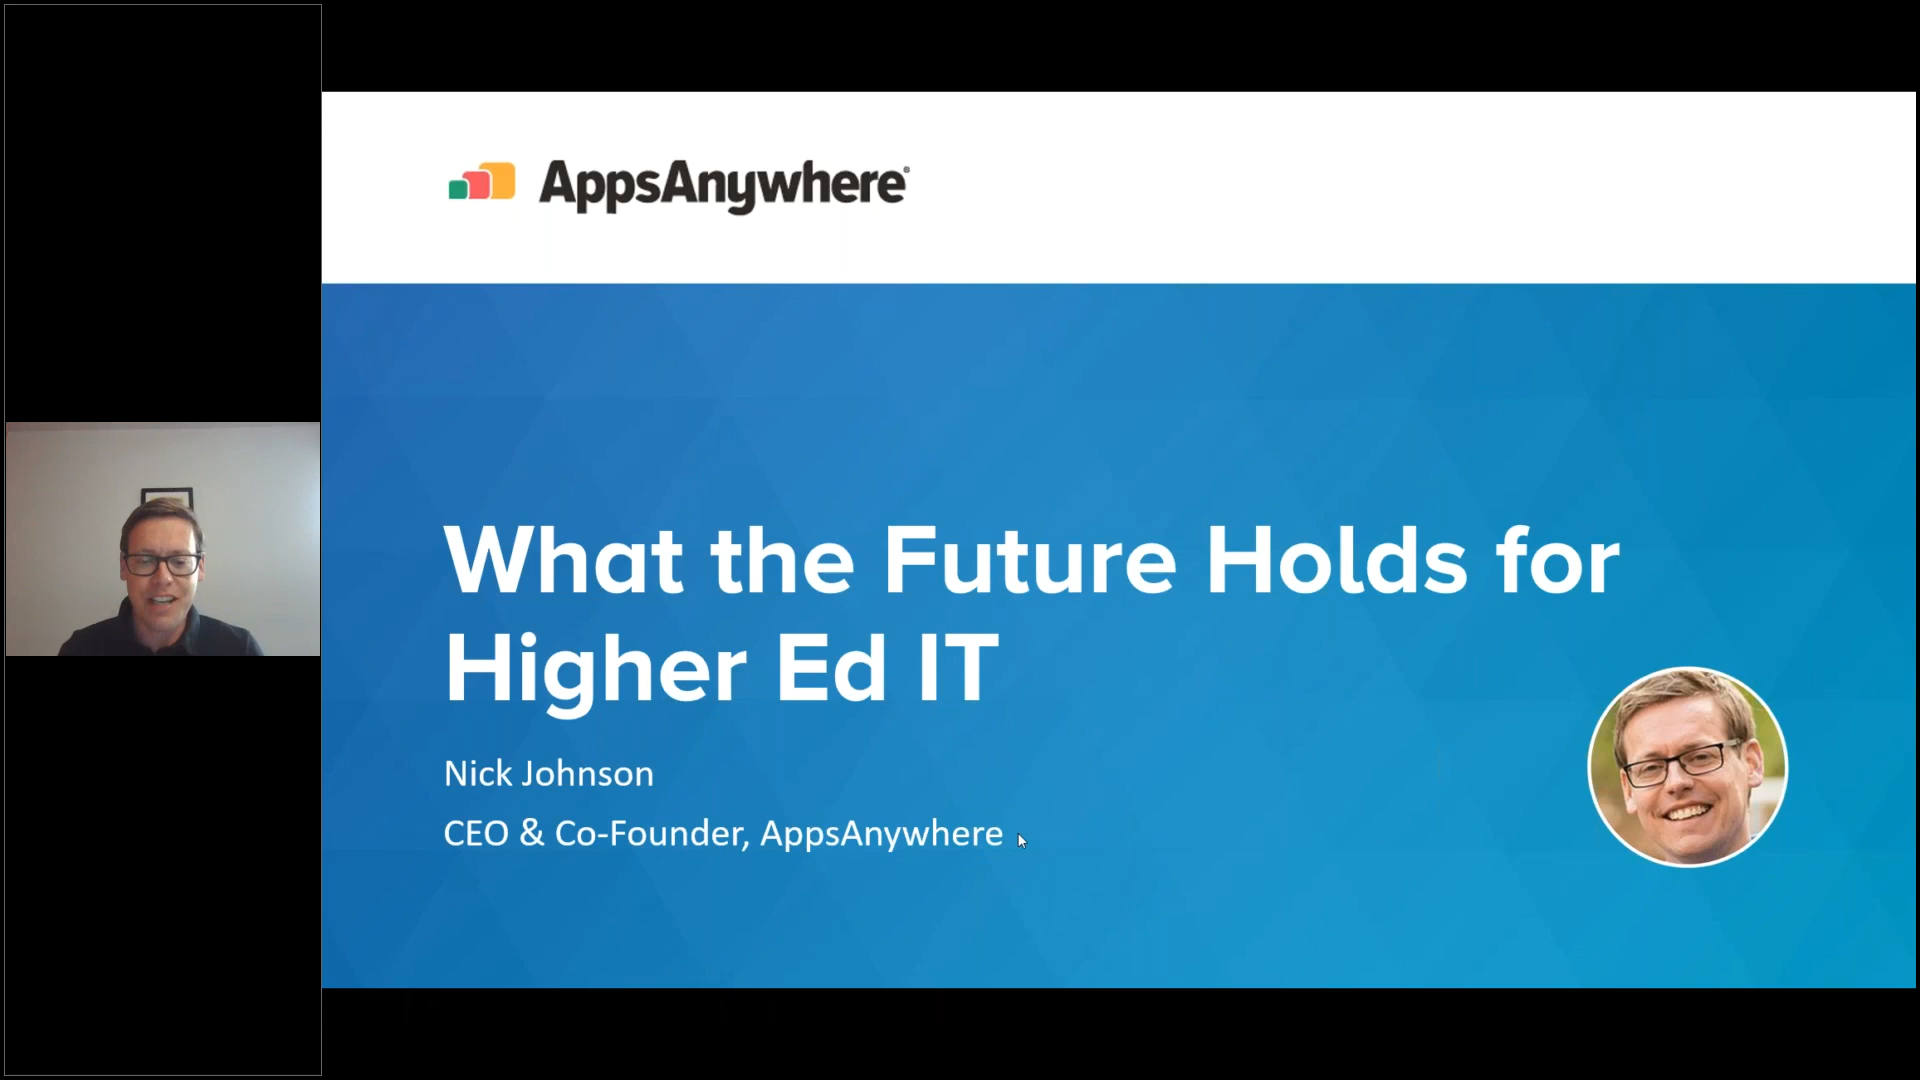 AppsAnywhere®
What the Future Holds for
Higher Ed IT
Nick Johnson
CEO & Co-Founder, AppsAnywhere